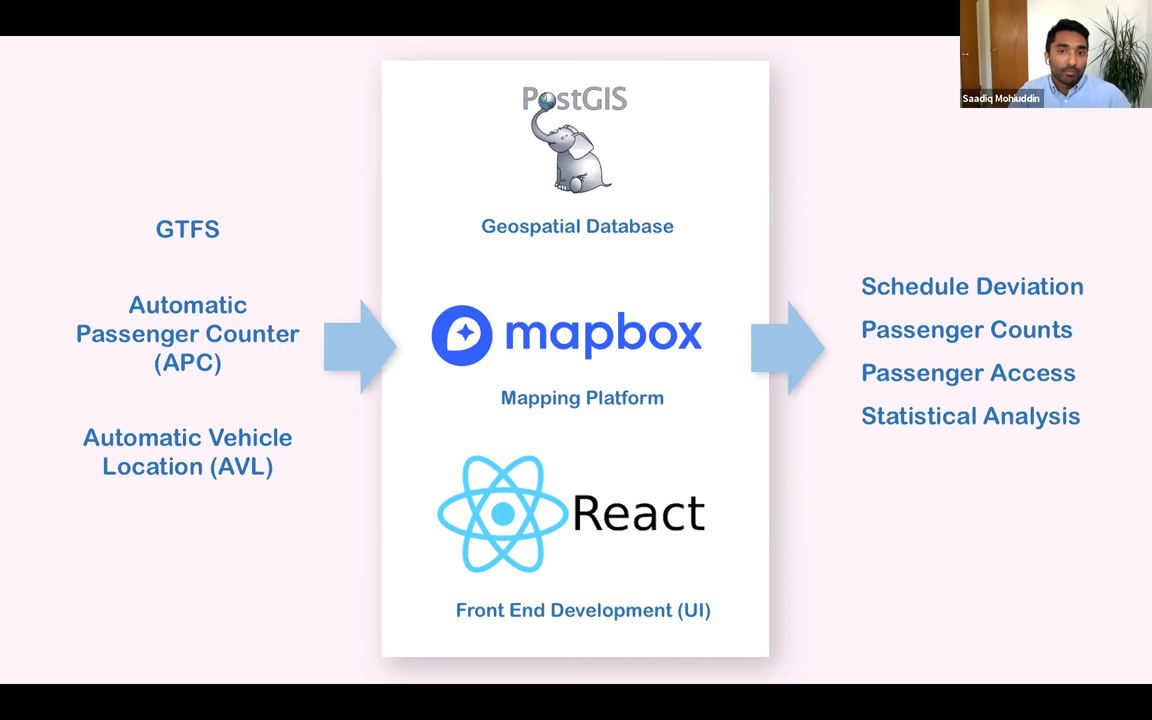 Saadiq Mohiuddin
GTFS
Automatic
Passenger Counter
(APC)
Automatic Vehicle
Location (AVL)
PostGIS
Geospatial Database
mapbox
Mapping Platform
React
Front End Development (UI)
Schedule Deviation
Passenger Counts
Passenger Access
Statistical Analysis